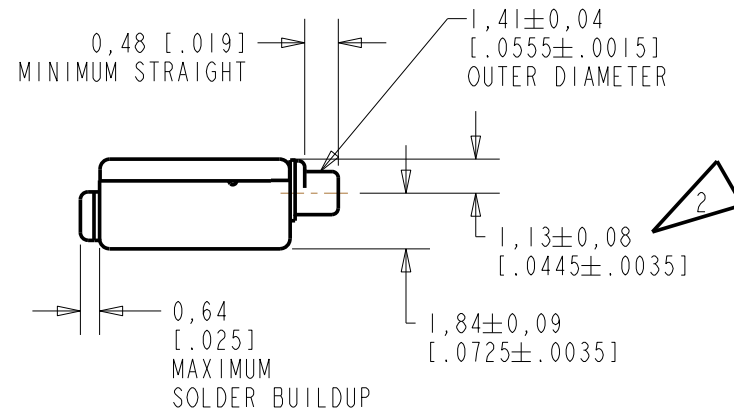 0,48 [.019]
MINIMUM STRAIGHT
1,41±0,04
[.0555±.0015]
OUTER DIAMETER
2
1,13±0,08
[.0445±.0035]
0,64
[.025]
MAXIMUM
SOLDER BUILDUP
1,84±0,09
[.0725±.0035]